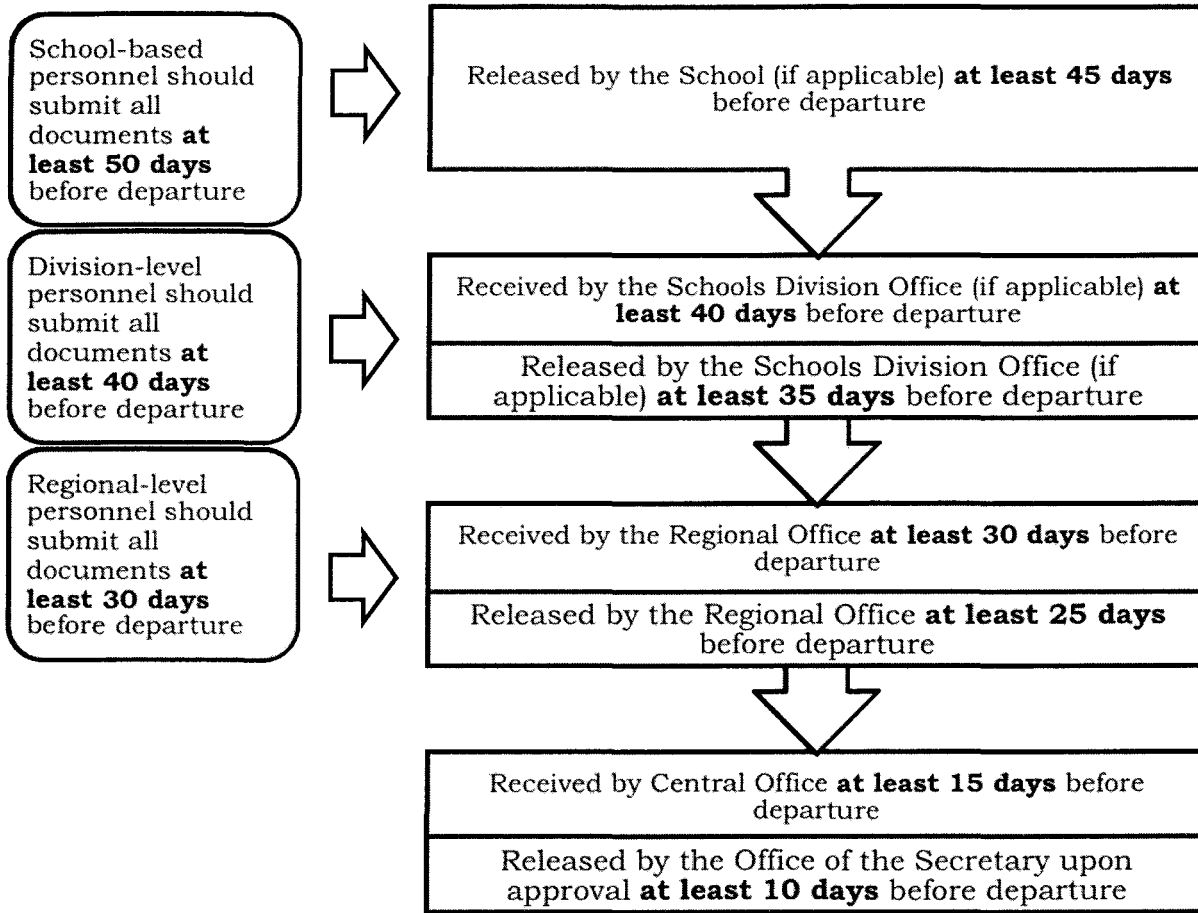 School-based
personnel should
submit all
documents at
least 50 days
before departure
Released by the School (if applicable) at least 45 days
before departure
Division-level
personnel should
submit all
documents at
least 40 days
before departure
Received by the Schools Division Office (if applicable) at
least 40 days before departure
Released by the Schools Division Office (if
applicable) at least 35 days before departure
Regional-level
personnel should
submit all
documents at
least 30 days
before departure
Received by the Regional Office at least 30 days before
departure
Released by the Regional Office at least 25 days
before departure
Received by Central Office at least 15 days before
departure
Released by the Office of the Secretary upon
approval at least 10 days before departure